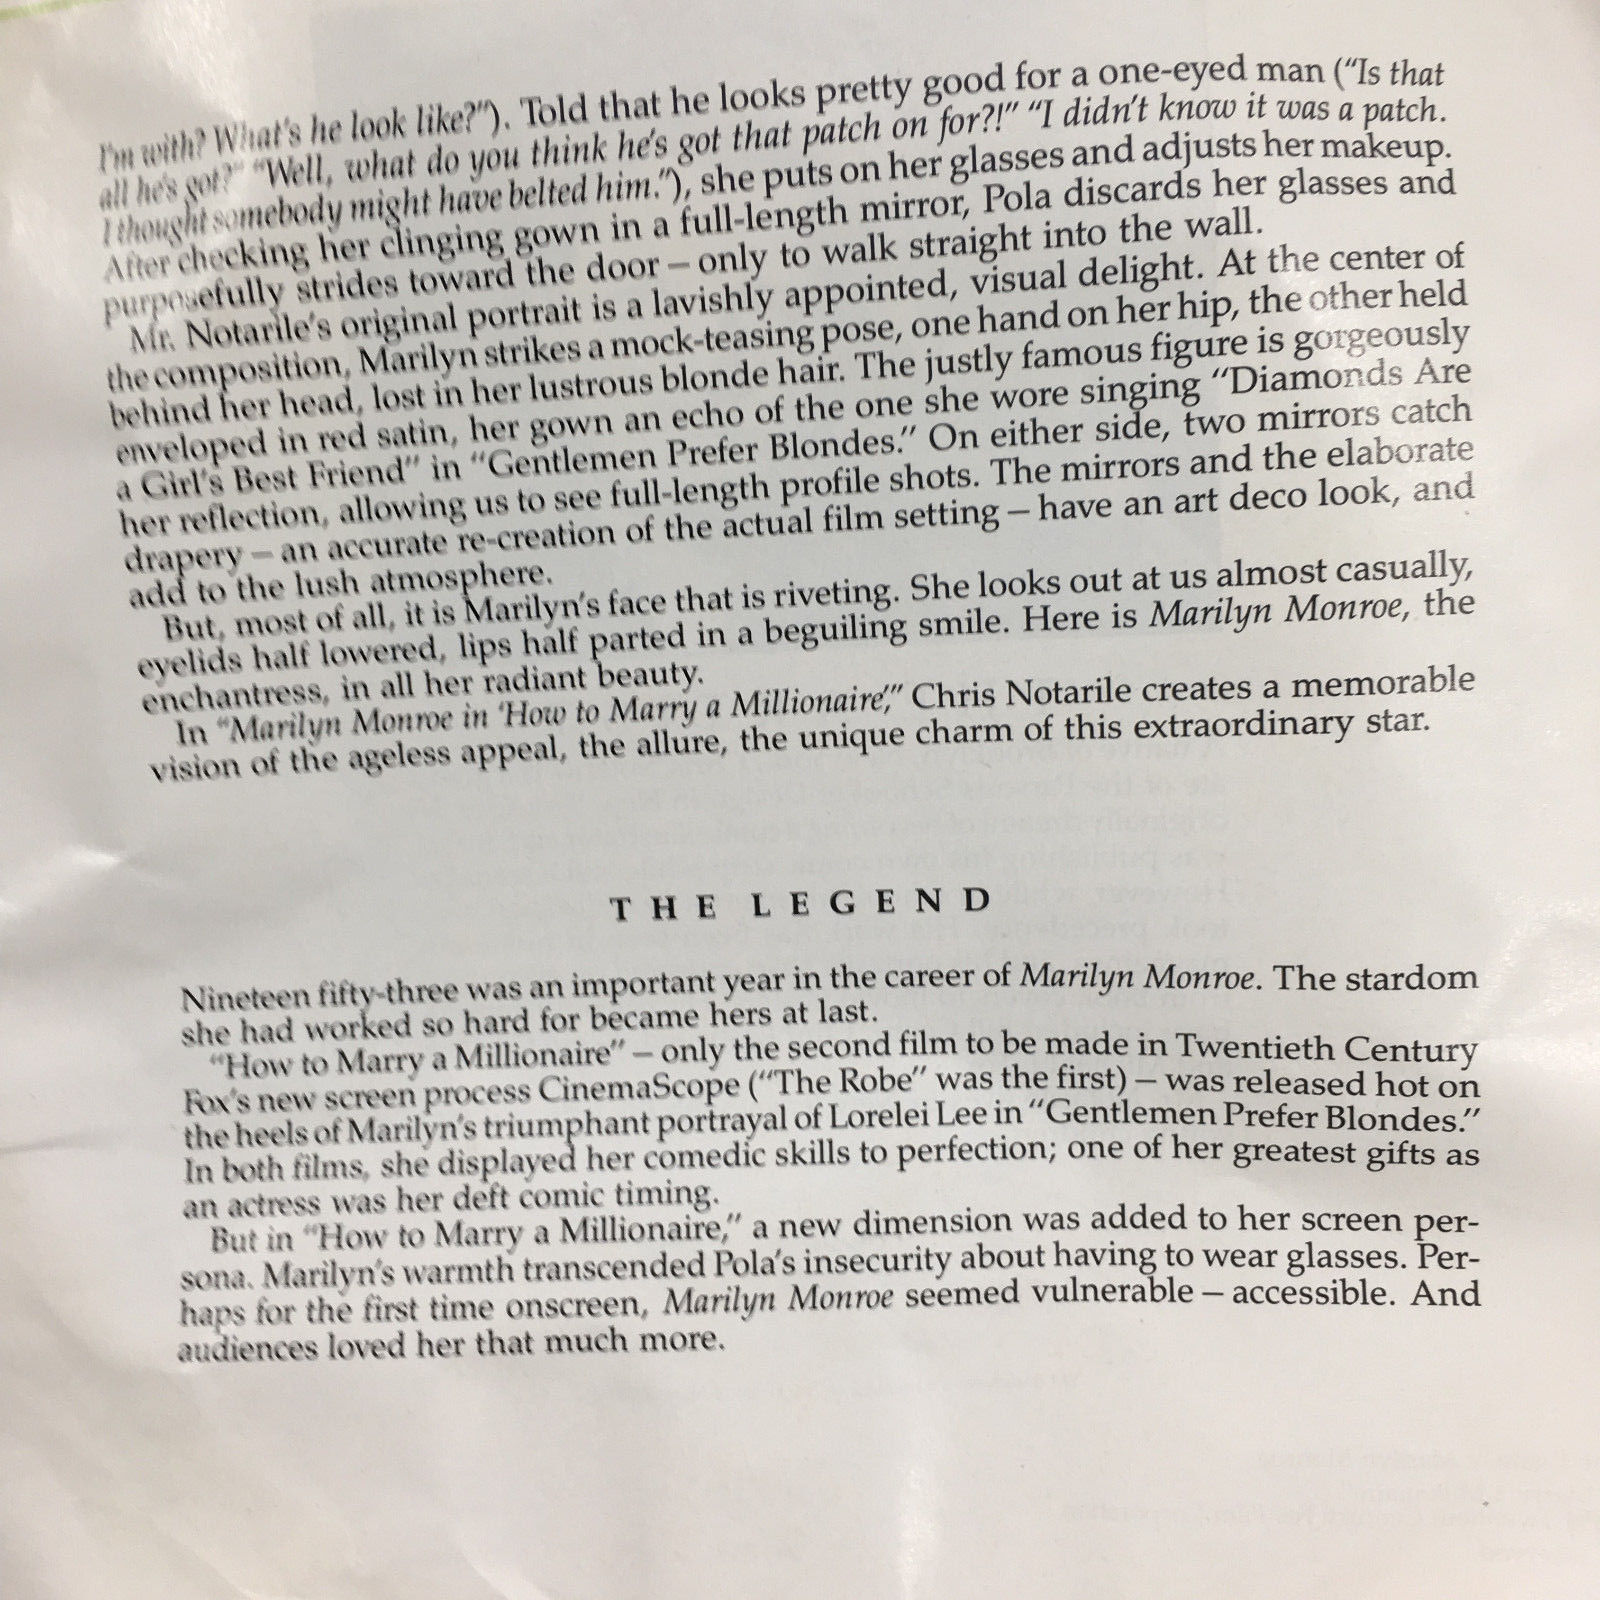 I'm with? What's he look like?"). Told that he looks pretty good for a one-eyed man ("Is that
all he's got?" "Well, what do you think he's got that patch on for?!" "I didn't know it was a patch.
I thought somebody might have belted him."), she puts on her glasses and adjusts her makeup.
After checking her clinging gown in a full-length mirror, Pola discards her glasses and
purposefully strides toward the door – only to walk straight into the wall.
Mr. Notarile's original portrait is a lavishly appointed, visual delight. At the center of
the composition, Marilyn strikes a mock-teasing pose, one hand on her hip, the other held
behind her head, lost in her lustrous blonde hair. The justly famous figure is gorgeously
enveloped in red satin, her gown an echo of the one she wore singing "Diamonds Are
a Girl's Best Friend" in "Gentlemen Prefer Blondes." On either side, two mirrors catch
her reflection, allowing us to see full-length profile shots. The mirrors and the elaborate
drapery – an accurate re-creation of the actual film setting – have an art deco look, and
add to the lush atmosphere.
But, most of all, it is Marilyn's face that is riveting. She looks out at us almost casually,
eyelids half lowered, lips half parted in a beguiling smile. Here is Marilyn Monroe, the
enchantress, in all her radiant beauty.
In "Marilyn Monroe in 'How to Marry a Millionaire'," Chris Notarile creates a memorable
vision of the ageless appeal, the allure, the unique charm of this extraordinary star.
THE LEGEND
Nineteen fifty-three was an important year in the career of Marilyn Monroe. The stardom
she had worked so hard for became hers at last.
"How to Marry a Millionaire" – only the second film to be made in Twentieth Century
Fox's new screen process CinemaScope ("The Robe" was the first) – was released hot on
the heels of Marilyn's triumphant portrayal of Lorelei Lee in "Gentlemen Prefer Blondes."
In both films, she displayed her comedic skills to perfection; one of her greatest gifts as
an actress was her deft comic timing.
But in "How to Marry a Millionaire," a new dimension was added to her screen per-
sona. Marilyn's warmth transcended Pola's insecurity about having to wear glasses. Per-
haps for the first time onscreen, Marilyn Monroe seemed vulnerable – accessible. And
audiences loved her that much more.